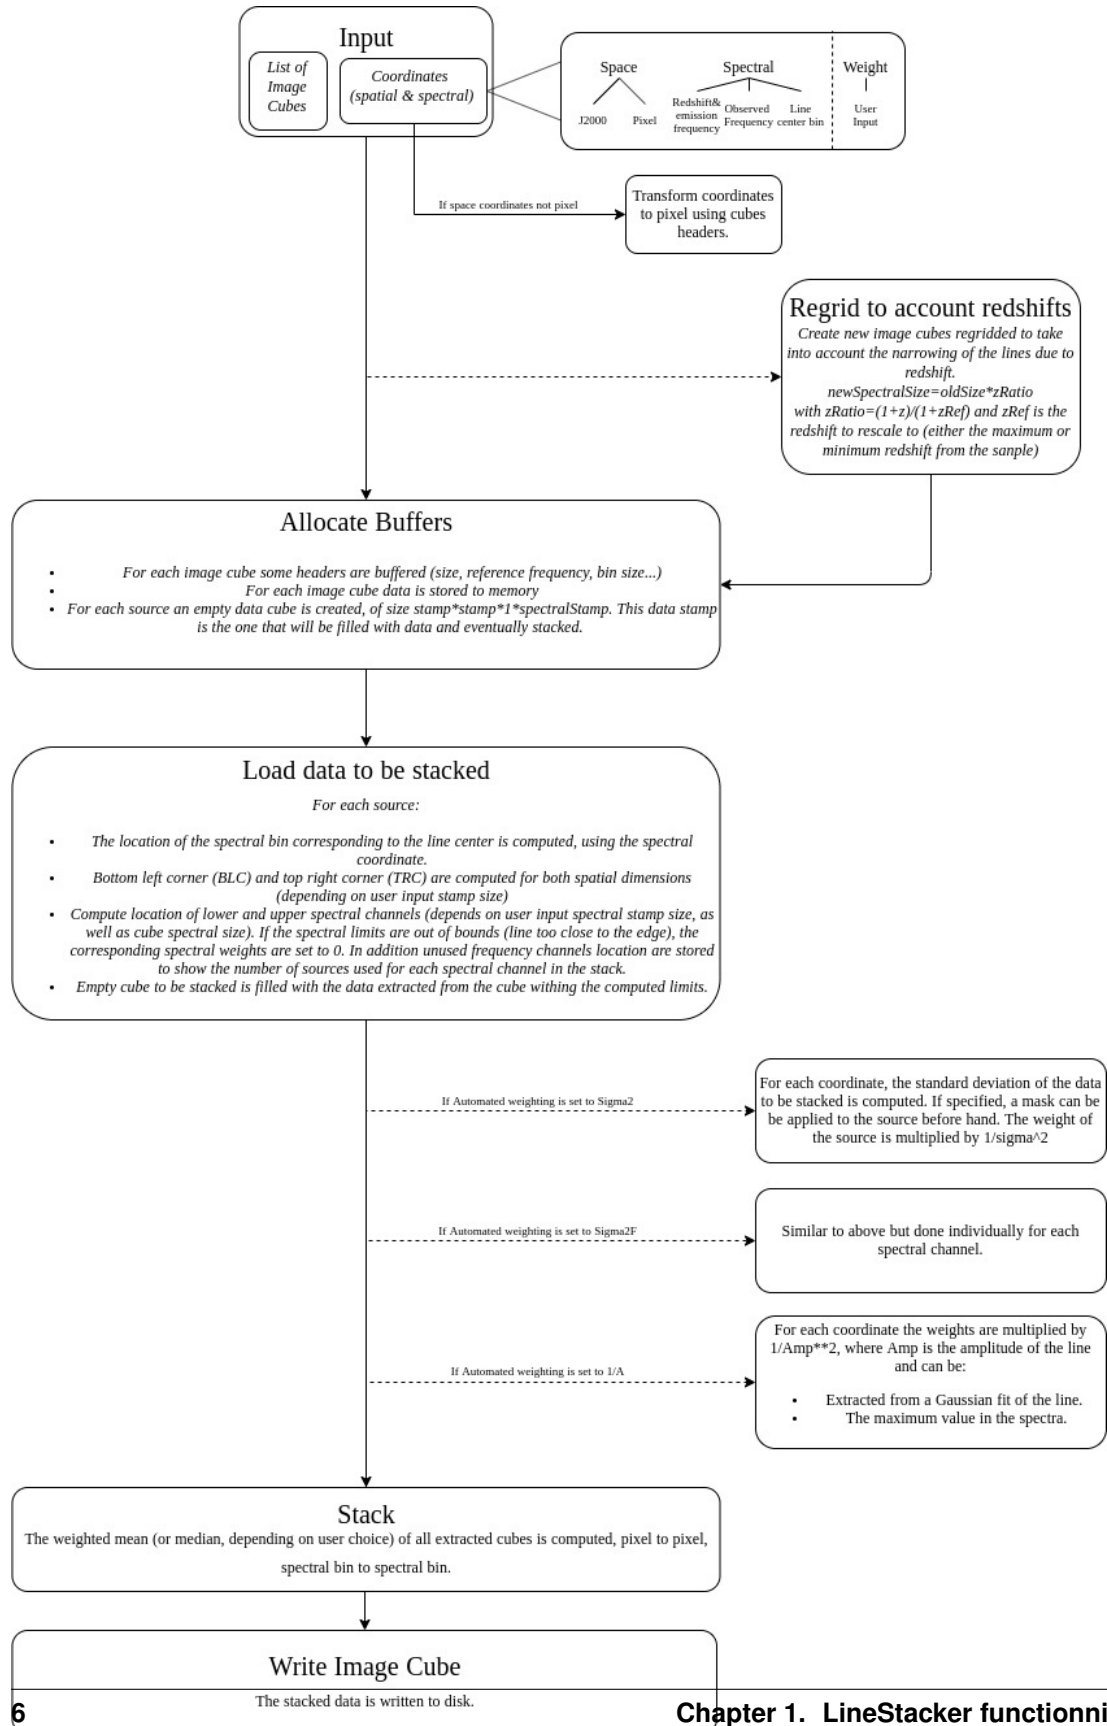 Input
List of
Image
Cubes
Coordinates
(spatial & spectral)
Space
J2000
Pixel
Spectral
Redshift&
emission
frequency
Observed
Frequency
Line
center bin
Weight
User
Input
If space coordinates not pixel
Transform coordinates
to pixel using cubes
headers.
Regrid to account redshifts
Create new image cubes regridded to take
into account the narrowing of the lines due to
redshift.
newSpectralSize=oldSize*zRatio
with zRatio=(1+z)/(1+zRef) and zRef is the
redshift to rescale to (either the maximum or
minimum redshift from the sanple)
Allocate Buffers
• For each image cube some headers are buffered (size, reference frequency, bin size...)
• For each image cube data is stored to memory
• For each source an empty data cube is created, of size stamp*stamp*1*spectralStamp. This data stamp
is the one that will be filled with data and eventually stacked.
Load data to be stacked
For each source:
• The location of the spectral bin corresponding to the line center is computed, using the spectral
coordinate.
• Bottom left corner (BLC) and top right corner (TRC) are computed for both spatial dimensions
(depending on user input stamp size)
• Compute location of lower and upper spectral channels (depends on user input spectral stamp size, as
well as cube spectral size). If the spectral limits are out of bounds (line too close to the edge), the
corresponding spectral weights are set to 0. In addition unused frequency channels location are stored
to show the number of sources used for each spectral channel in the stack.
• Empty cube to be stacked is filled with the data extracted from the cube withing the computed limits.
If Automated weighting is set to Sigma2
For each coordinate, the standard deviation of the data
to be stacked is computed. If specified, a mask can be
be applied to the source before hand. The weight of
the source is multiplied by 1/sigma^2
If Automated weighting is set to Sigma2F
Similar to above but done individually for each
spectral channel.
If Automated weighting is set to 1/A
For each coordinate the weights are multiplied by
1/Amp**2, where Amp is the amplitude of the line
and can be:
• Extracted from a Gaussian fit of the line.
• The maximum value in the spectra.
Stack
The weighted mean (or median, depending on user choice) of all extracted cubes is computed, pixel to pixel,
spectral bin to spectral bin.
Write Image Cube
The stacked data is written to disk.
6
Chapter 1. LineStacker functionni